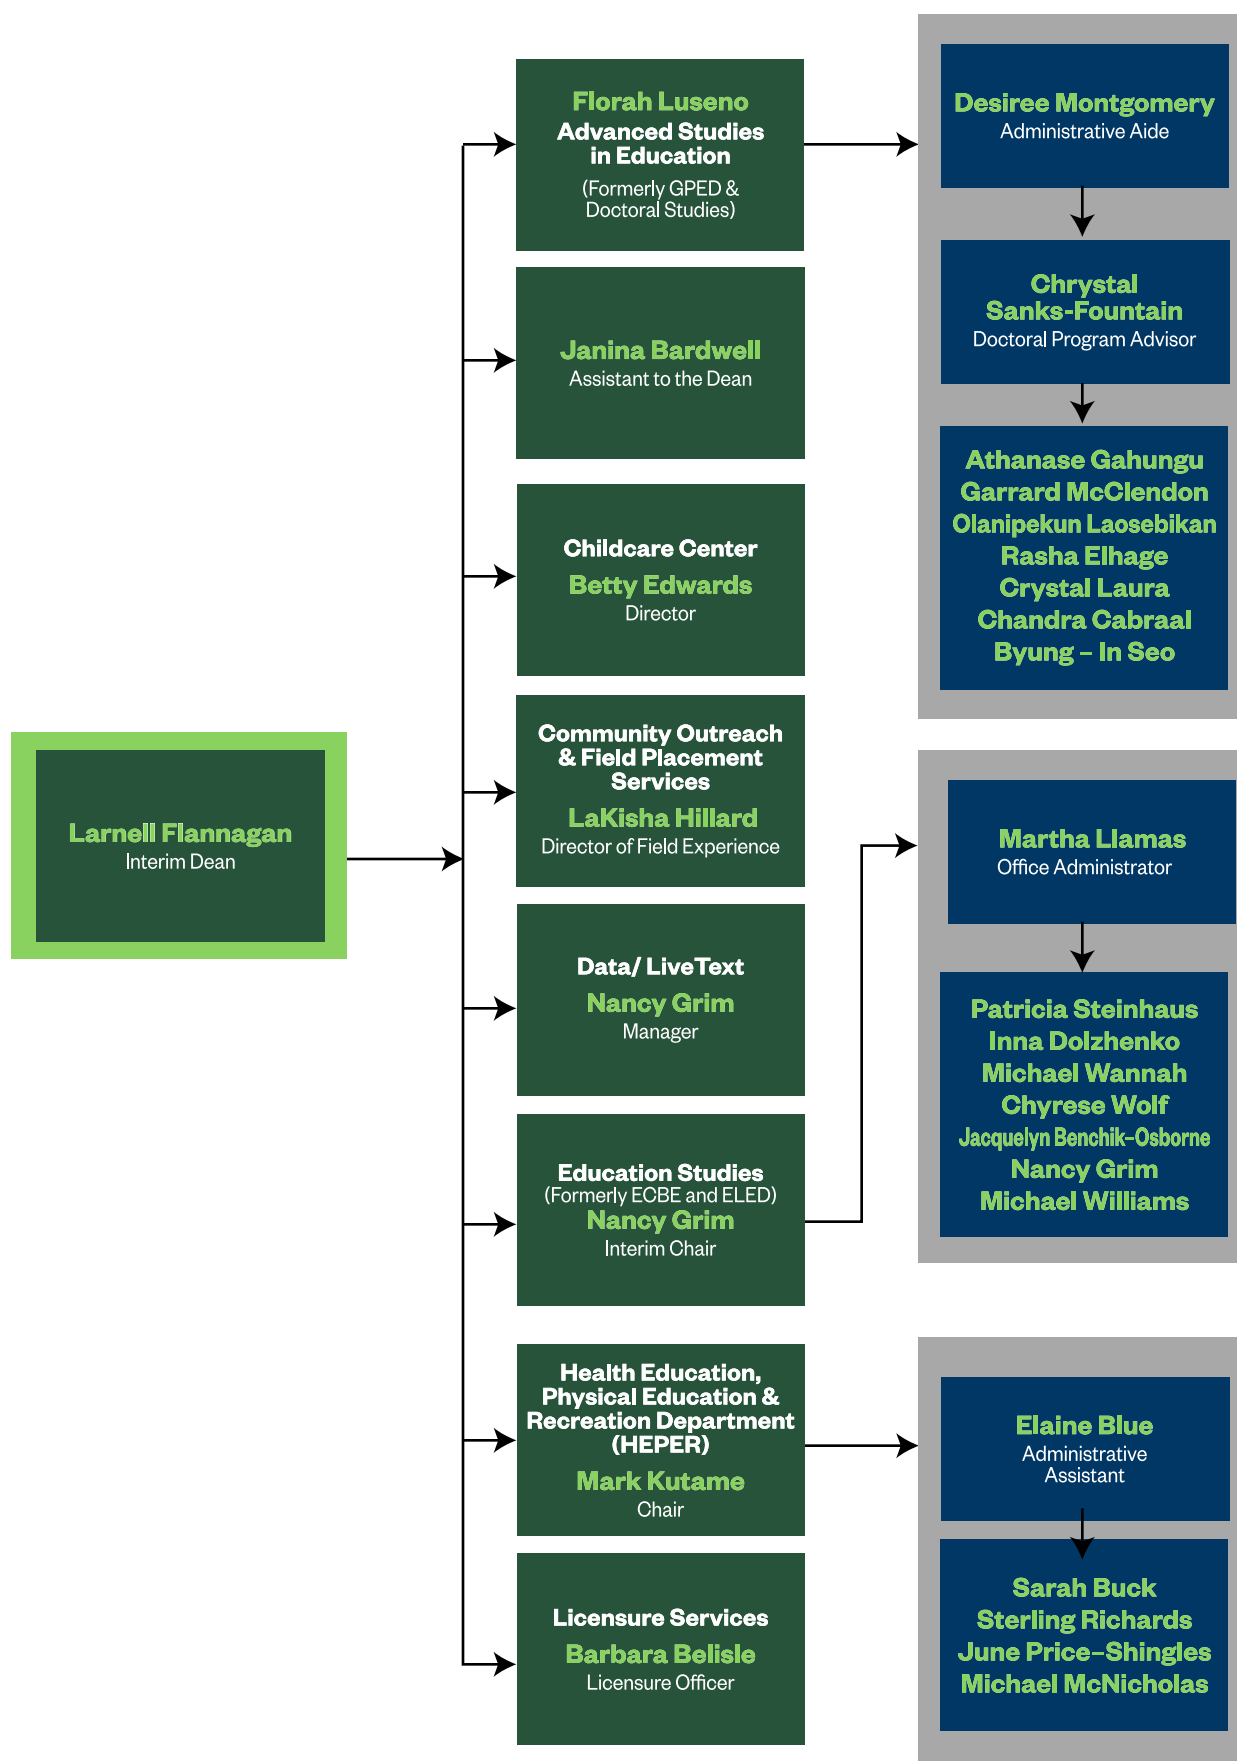 Larnell Flannagan
Interim Dean
Florah Luseno
Advanced Studies
in Education
(Formerly GPED &
Doctoral Studies)
Janina Bardwell
Assistant to the Dean
Childcare Center
Betty Edwards
Director
Community Outreach
& Field Placement
Services
LaKisha Hillard
Director of Field Experience
Data/ LiveText
Nancy Grim
Manager
Education Studies
(Formerly ECBE and ELED)
Nancy Grim
Interim Chair
Health Education,
Physical Education &
Recreation Department
(HEPER)
Mark Kutame
Chair
Licensure Services
Barbara Belisle
Licensure Officer
Desiree Montgomery
Administrative Aide
Chrystal
Sanks-Fountain
Doctoral Program Advisor
Athanase Gahungu
Garrard McClendon
Olanipekun Laosebikan
Rasha Elhage
Crystal Laura
Chandra Cabraal
Byung – In Seo
Martha Llamas
Office Administrator
Patricia Steinhaus
Inna Dolzhenko
Michael Wannah
Chyrese Wolf
Jacquelyn Benchik–Osborne
Nancy Grim
Michael Williams
Elaine Blue
Administrative
Assistant
Sarah Buck
Sterling Richards
June Price–Shingles
Michael McNicholas